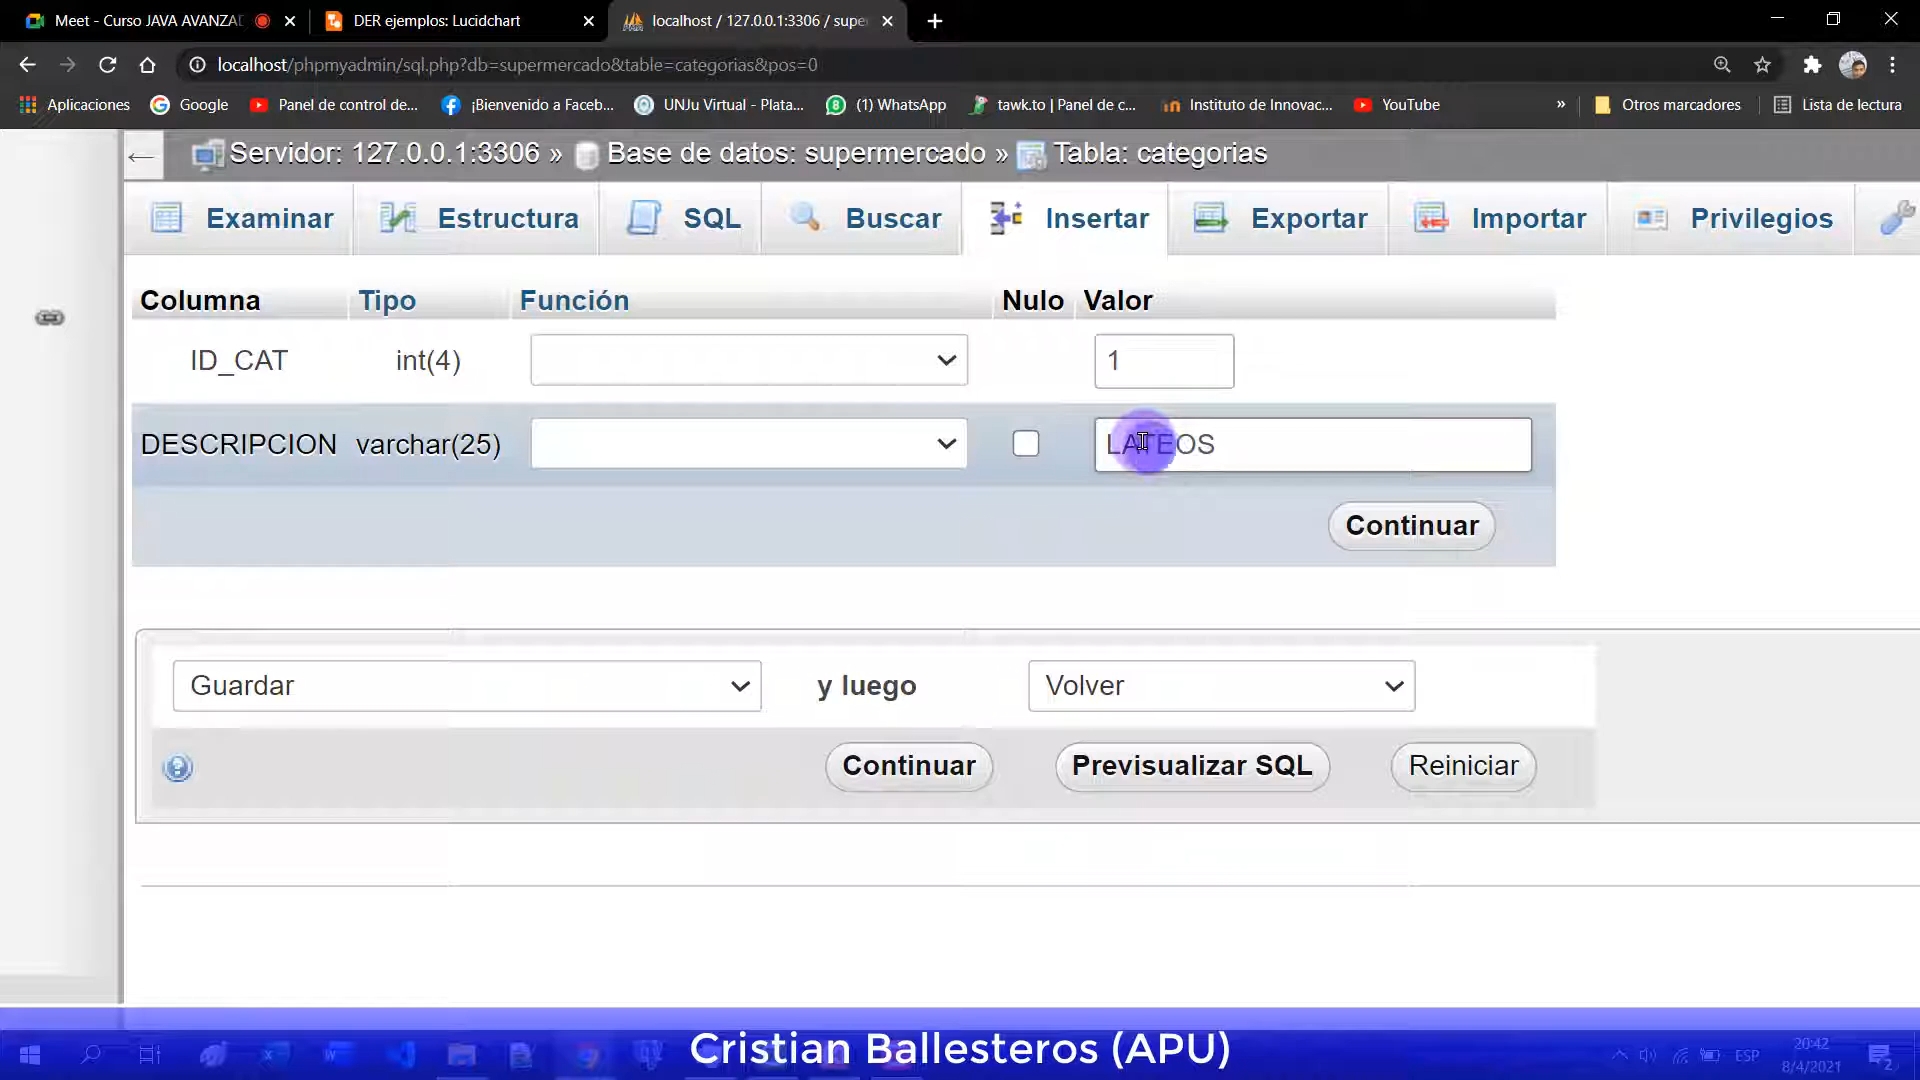 Meet - Curso JAVA AVANZAD
DER ejemplos: Lucidchart
localhost / 127.0.0.1:3306 / supe
localhost/phpmyadmin/sql.php?db=supermercado&table=categorias&pos=0
Aplicaciones
Google
Panel de control de...
¡Bienvenido a Faceb...
UNJu Virtual - Plata...
(1) WhatsApp
tawk.to | Panel de c...
Instituto de Innovac...
YouTube
»
Otros marcadores
Lista de lectura
Servidor: 127.0.0.1:3306 » Base de datos: supermercado » Tabla: categorias
Examinar
Estructura
SQL
Buscar
Insertar
Exportar
Importar
Privilegios
Columna Tipo Función Nulo Valor
ID_CAT int(4) 1
DESCRIPCION varchar(25) LATEOS
Continuar
Guardar y luego Volver
Continuar Previsualizar SQL Reiniciar
Cristian Ballesteros (APU)
ESP
20:42
8/4/2021
2